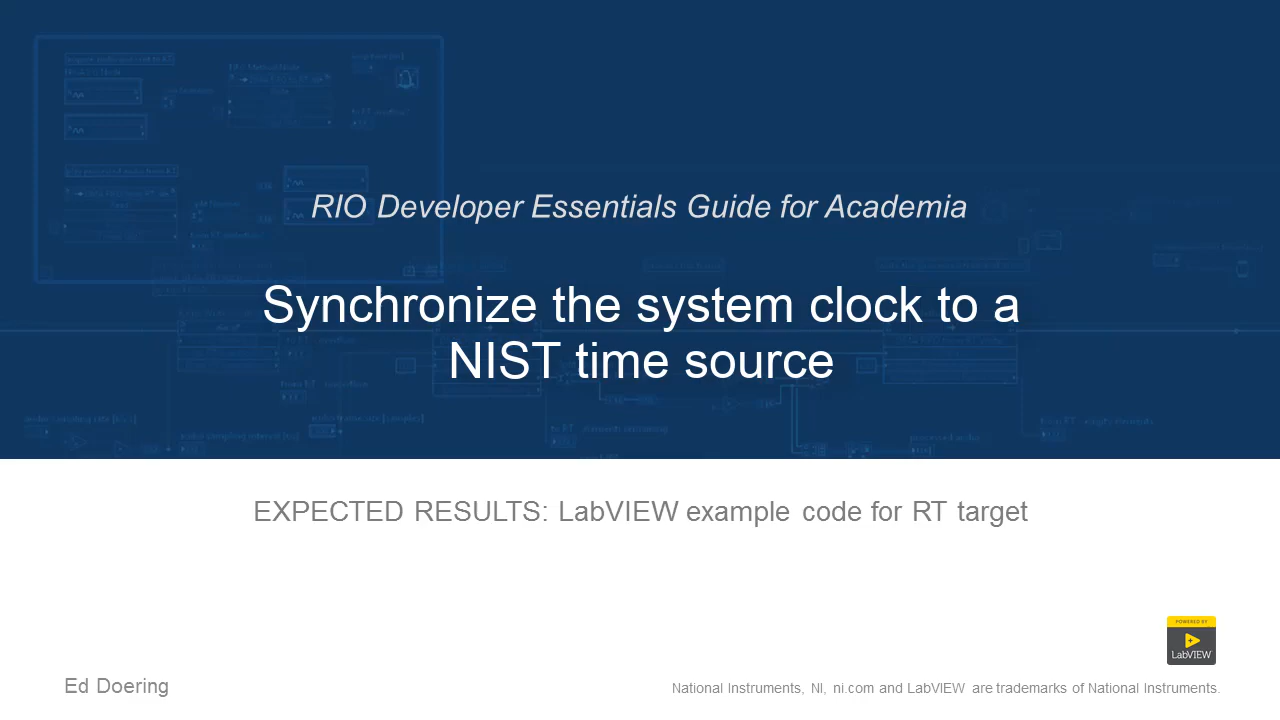 RIO Developer Essentials Guide for Academia
Synchronize the system clock to a
NIST time source
EXPECTED RESULTS: LabVIEW example code for RT target
POWERED BY
LabVIEW
Ed Doering
National Instruments, NI, ni.com and LabVIEW are trademarks of National Instruments.